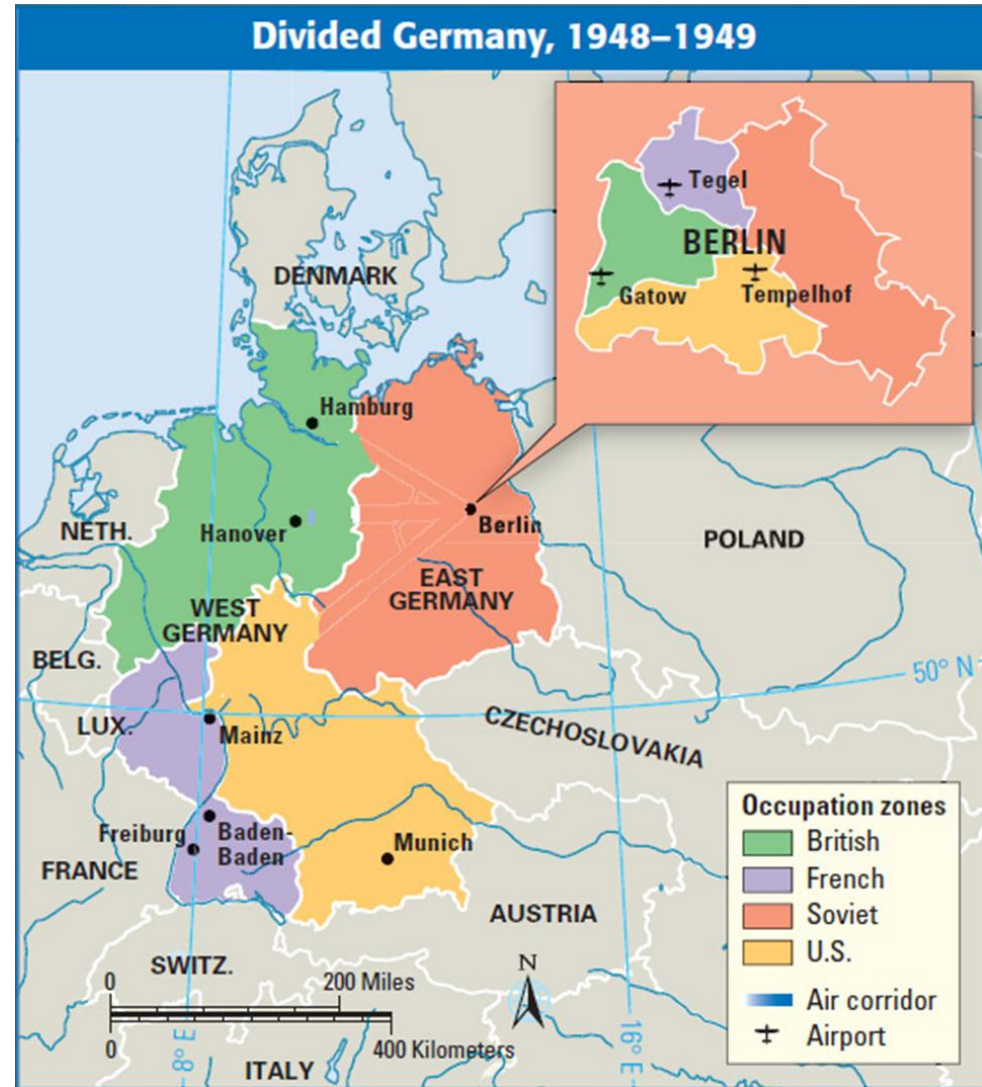 Divided Germany, 1948–1949
Tegel
BERLIN
Gatow
Tempelhof
DENMARK
Hamburg
NETH.
Hanover
Berlin
POLAND
EAST
GERMANY
WEST
GERMANY
BELG.
50° N
LUX.
Mainz
CZECHOSLOVAKIA
Freiburg
Baden-
Baden
Munich
FRANCE
AUSTRIA
SWITZ.
ITALY
0
200 Miles
0
400 Kilometers
N
8° E
16° E
Occupation zones
British
French
Soviet
U.S.
Air corridor
Airport